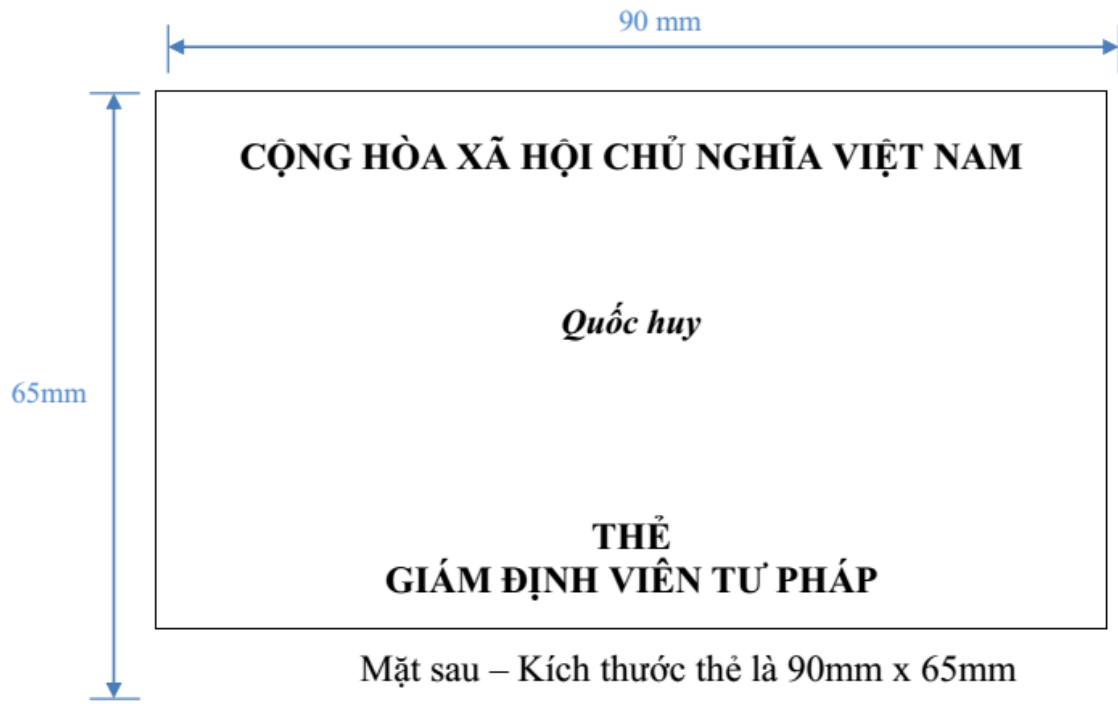 90 mm
CỘNG HÒA XÃ HỘI CHỦ NGHĨA VIỆT NAM
Quốc huy
65mm
THẺ
GIÁM ĐỊNH VIÊN TƯ PHÁP
Mặt sau – Kích thước thẻ là 90mm x 65mm